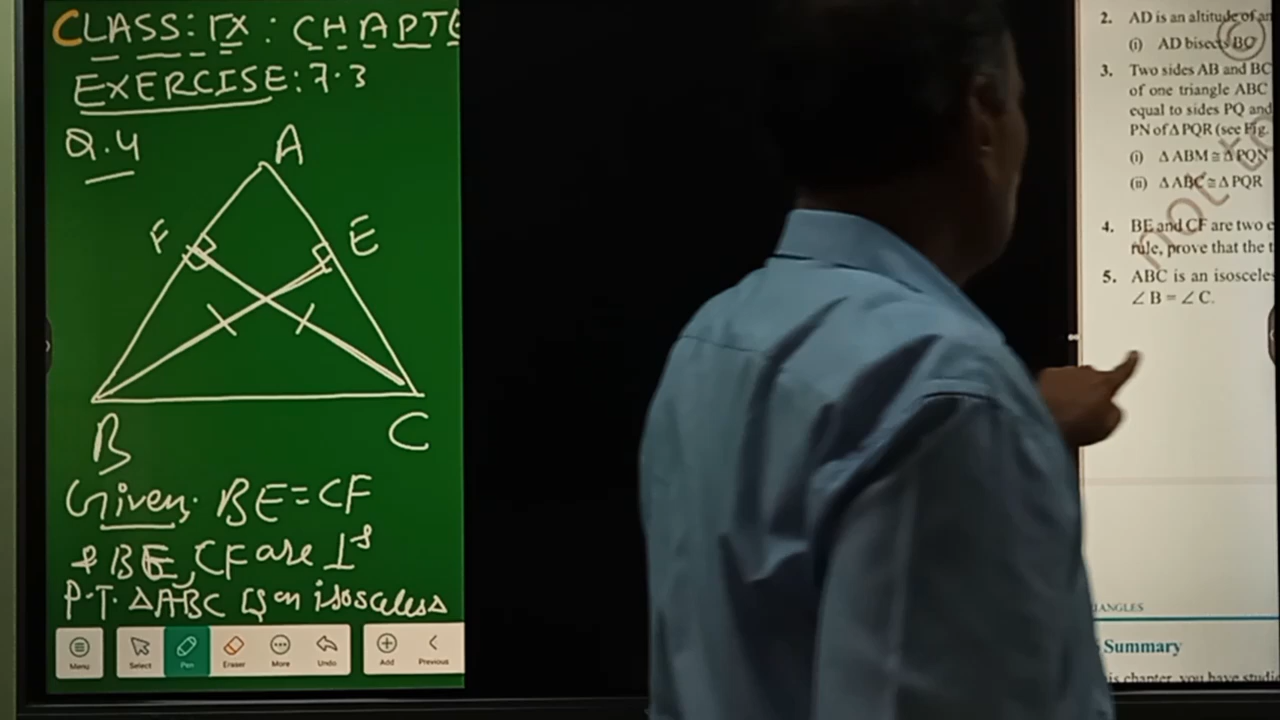 CLASS: IX : CHAPTE
EXERCISE: 7.3
Q.4
A
F
E
B
C
Given: BE = CF
& BE, CF are ⊥s
P.T. ΔABC is an isosceles Δ
Menu
Select
Pen
Eraser
More
Undo
Add
Previous
2. AD is an altitude of an
(i) AD bisects BC
3. Two sides AB and BC
of one triangle ABC
equal to sides PQ and
PN of Δ PQR (see Fig.
(i) Δ ABM ≅ Δ PQN
(ii) Δ ABC ≅ Δ PQR
4. BE and CF are two e
rule, prove that the t
5. ABC is an isosceles
∠ B = ∠ C.
not to
©
IANGLES
Summary
is chapter, you have studi